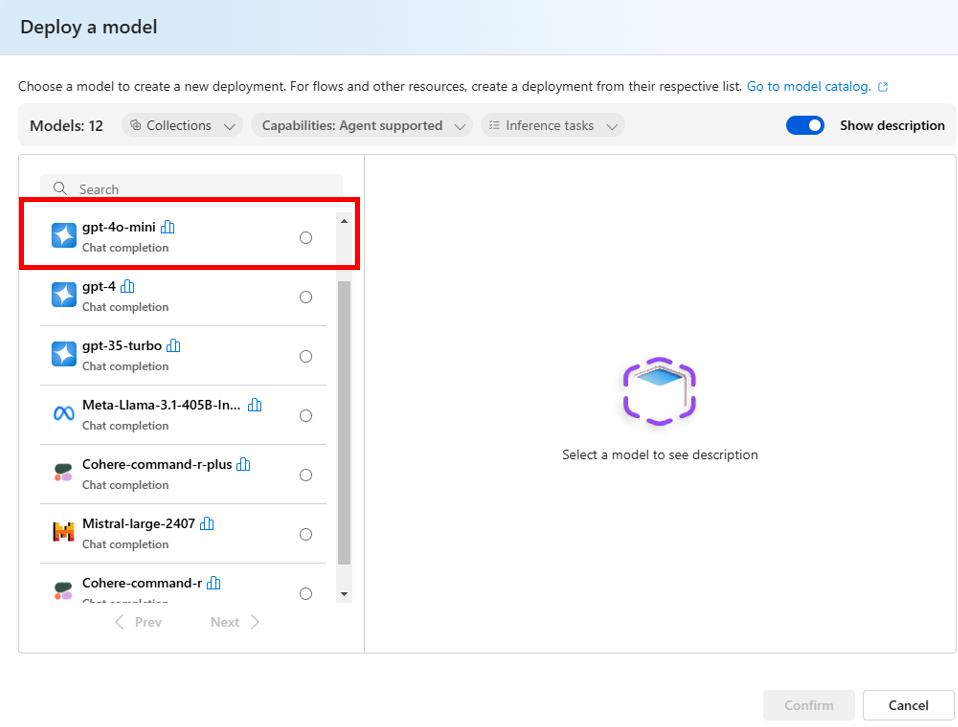 Deploy a model
Choose a model to create a new deployment. For flows and other resources, create a deployment from their respective list. Go to model catalog.
Models: 12 Collections Capabilities: Agent supported Inference tasks Show description
Search
gpt-4o-mini
Chat completion
gpt-4
Chat completion
gpt-35-turbo
Chat completion
Meta-Llama-3.1-405B-In...
Chat completion
Cohere-command-r-plus
Chat completion
Mistral-large-2407
Chat completion
Cohere-command-r
Chat completion
Prev Next
Select a model to see description
Confirm Cancel